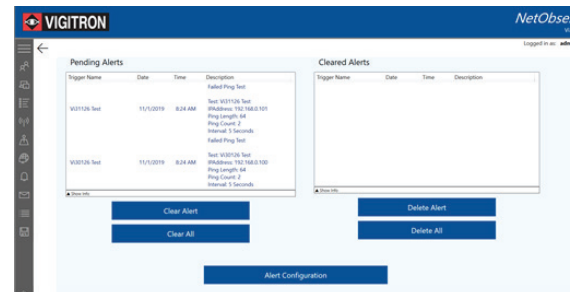 VIGITRON
NetObse
Logged in as: adm
Pending Alerts
Trigger Name Date Time Description
Failed Ping Test
Test: Vi31126 Test
Vi31126 Test 11/1/2019 8:24 AM IPAddress: 192.168.0.101
Ping Length: 64
Ping Count: 2
Interval: 5 Seconds
Failed Ping Test
Test: Vi30126 Test
Vi30126 Test 11/1/2019 8:24 AM IPAddress: 192.168.0.100
Ping Length: 64
Ping Count: 2
Interval: 5 Seconds
Show Info
Clear Alert
Clear All
Cleared Alerts
Trigger Name Date Time Description
Show Info
Delete Alert
Delete All
Alert Configuration